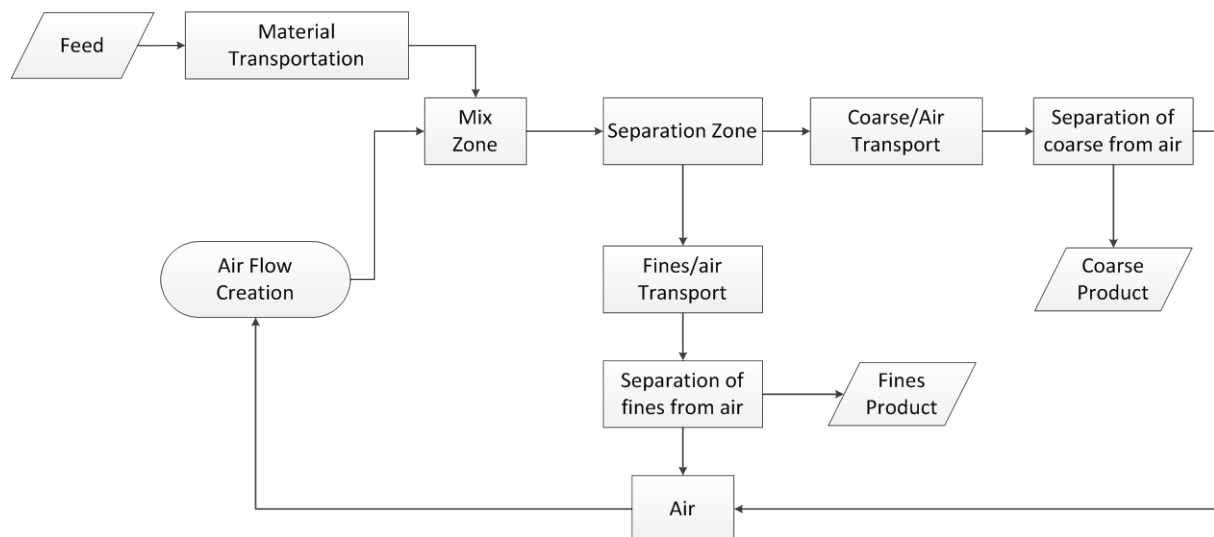 Feed
Material
Transportation
Mix
Zone
Separation Zone
Coarse/Air
Transport
Separation of
coarse from air
Air Flow
Creation
Fines/air
Transport
Coarse
Product
Separation of
fines from air
Fines
Product
Air